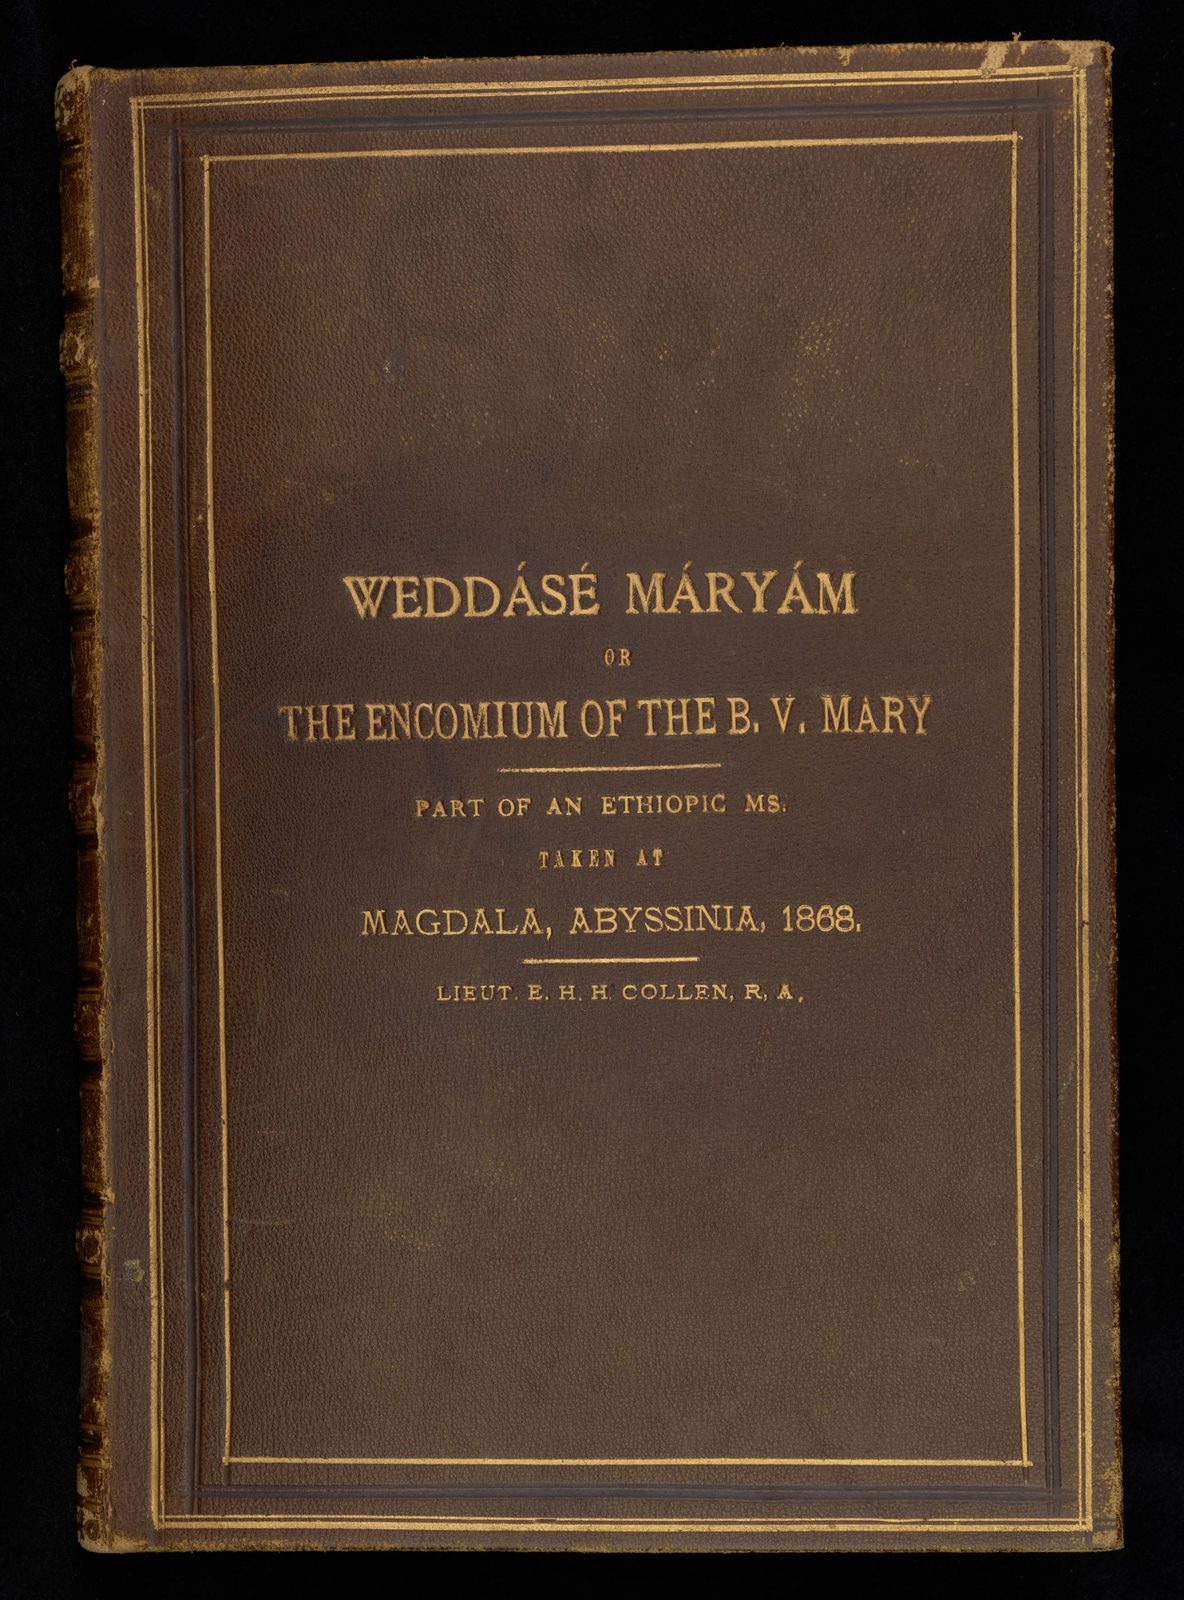 WEDDÁSÉ MÁRYÁM
OR
THE ENCOMIUM OF THE B. V. MARY
PART OF AN ETHIOPIC MS.
TAKEN AT
MAGDALA, ABYSSINIA, 1868.
LIEUT. E. H. H. COLLEN, R, A,